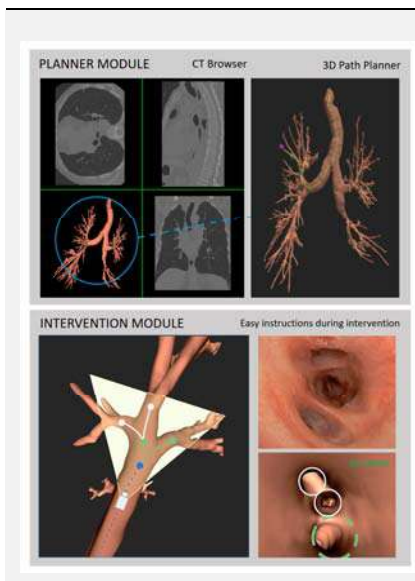 PLANNER MODULE
CT Browser
3D Path Planner
INTERVENTION MODULE
Easy instructions during intervention